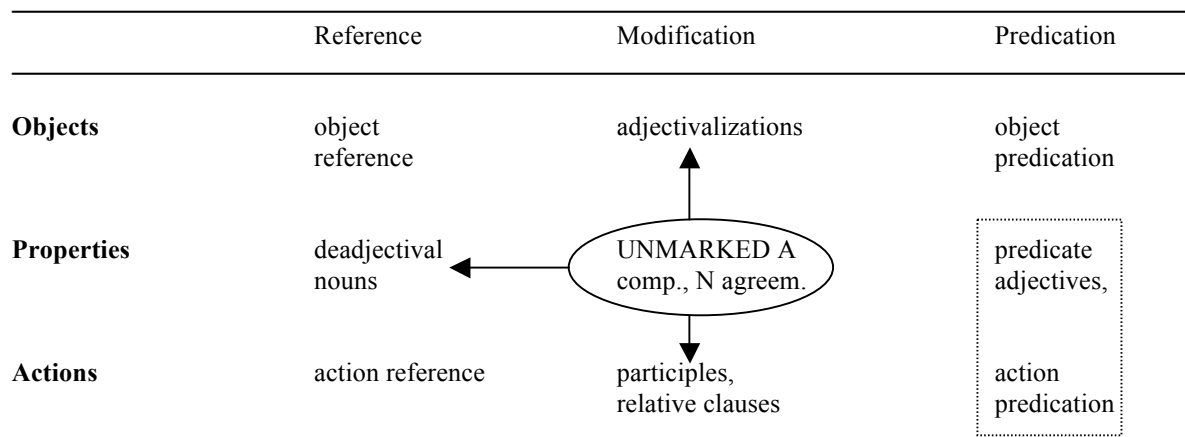 Reference Modification Predication
Objects object adjectivalizations object
reference predication
Properties deadjectival UNMARKED A predicate
nouns comp., N agreem. adjectives,
Actions action reference participles, action
relative clauses predication